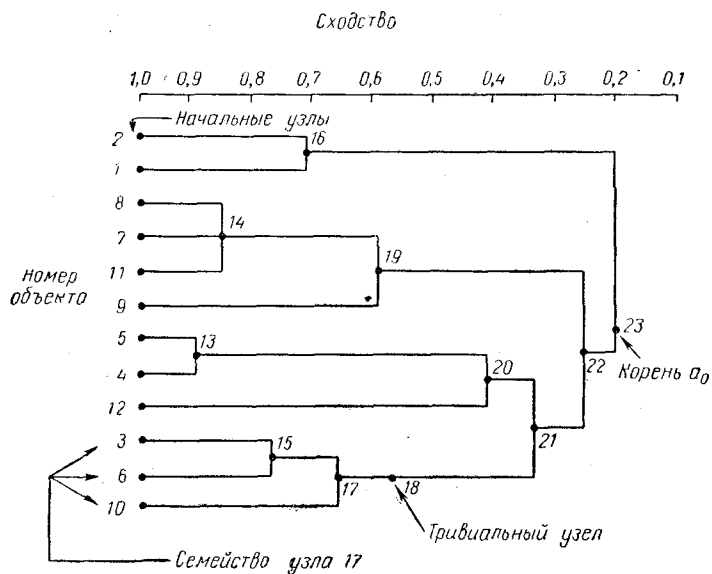 Сходство
1,0 0,9 0,8 0,7 0,6 0,5 0,4 0,3 0,2 0,1
Начальные узлы
2
16
1
8
14
7
19
11
Номер
объекта
9
23
5
13
22
Корень a₀
4
20
12
21
3
15
6
17
18
10
Тривиальный узел
Семейство узла 17